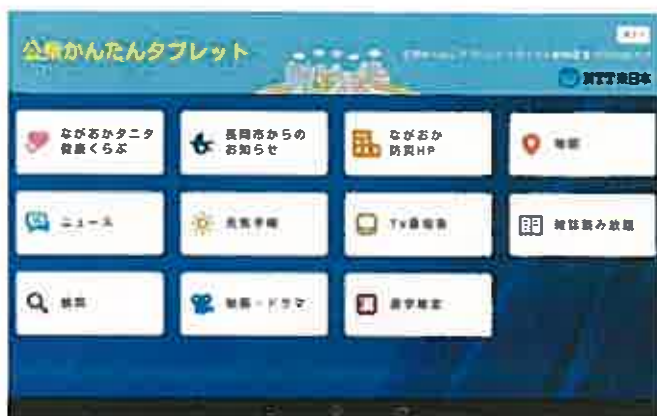 公衆かんたんタブレット
NTT東日本
ながおかタニタ
健康くらぶ
長岡市からの
お知らせ
ながおか
防災HP
地図
ニュース
天気予報
TV番組表
雑誌読み放題
検索
映画・ドラマ
漢字検定